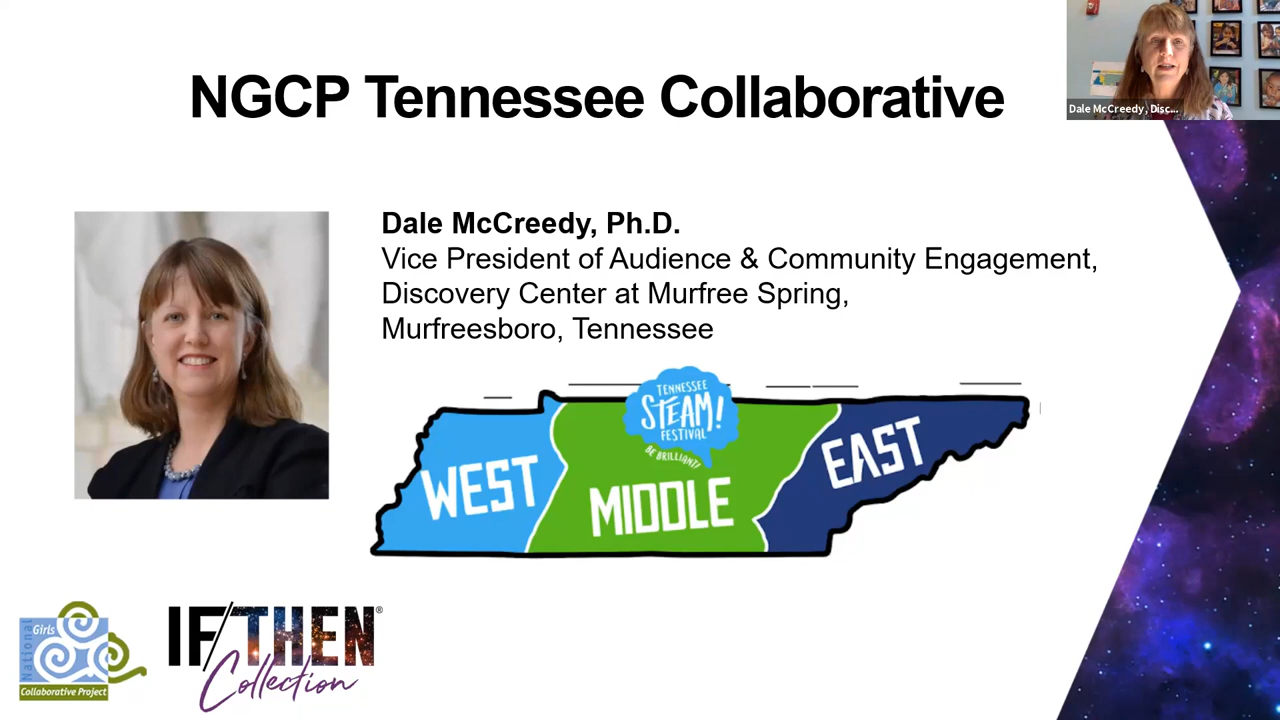 NGCP Tennessee Collaborative
Dale McCreedy, Disc...
Dale McCreedy, Ph.D.
Vice President of Audience & Community Engagement,
Discovery Center at Murfree Spring,
Murfreesboro, Tennessee
TENNESSEE
STEAM!
FESTIVAL
BE BRILLIANT!
WEST
MIDDLE
EAST
National
Girls
Collaborative Project
IF/THEN®
Collection